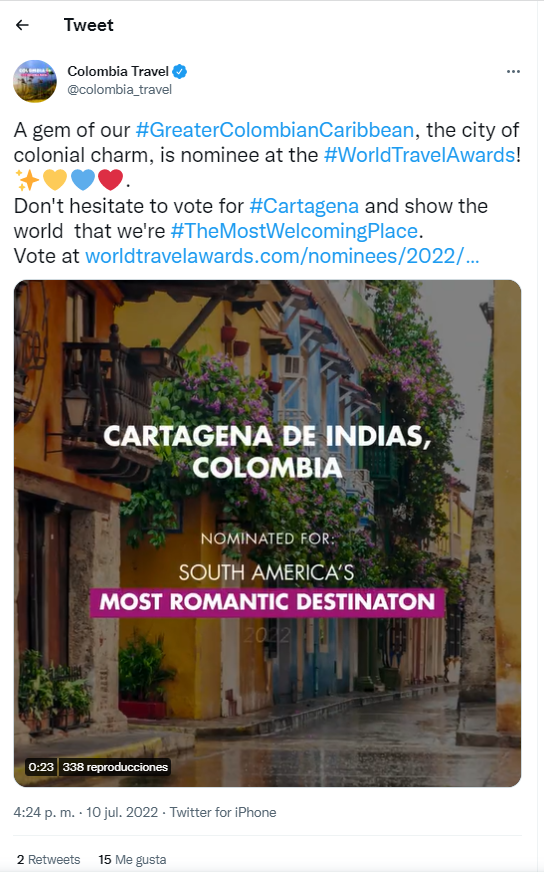 ← Tweet
Colombia Travel
@colombia_travel
A gem of our #GreaterColombianCaribbean, the city of
colonial charm, is nominee at the #WorldTravelAwards!
✨💛💙❤️.
Don't hesitate to vote for #Cartagena and show the
world  that we're #TheMostWelcomingPlace.
Vote at worldtravelawards.com/nominees/2022/...
CARTAGENA DE INDIAS,
COLOMBIA
NOMINATED FOR:
SOUTH AMERICA'S
MOST ROMANTIC DESTINATON
2022
0:23 338 reproducciones
4:24 p. m. · 10 jul. 2022 · Twitter for iPhone
2 Retweets 15 Me gusta